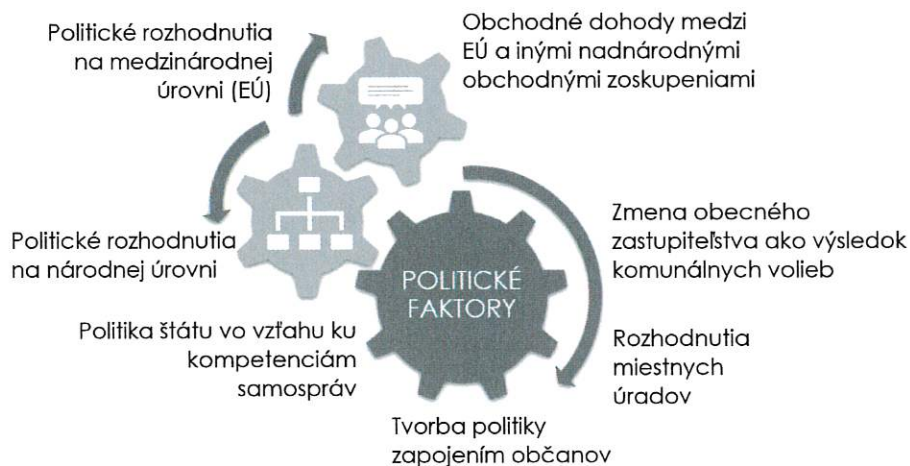 Politické rozhodnutia
na medzinárodnej
úrovni (EÚ)
Obchodné dohody medzi
EÚ a inými nadnárodnými
obchodnými zoskupeniami
Politické rozhodnutia
na národnej úrovni
Zmena obecného
zastupiteľstva ako výsledok
komunálnych volieb
POLITICKÉ
FAKTORY
Politika štátu vo vzťahu ku
kompetenciám
samospráv
Rozhodnutia
miestnych
úradov
Tvorba politiky
zapojením občanov